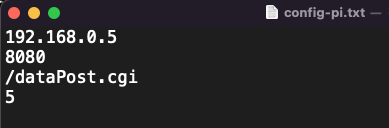 config-pi.txt —
192.168.0.5
8080
/dataPost.cgi
5